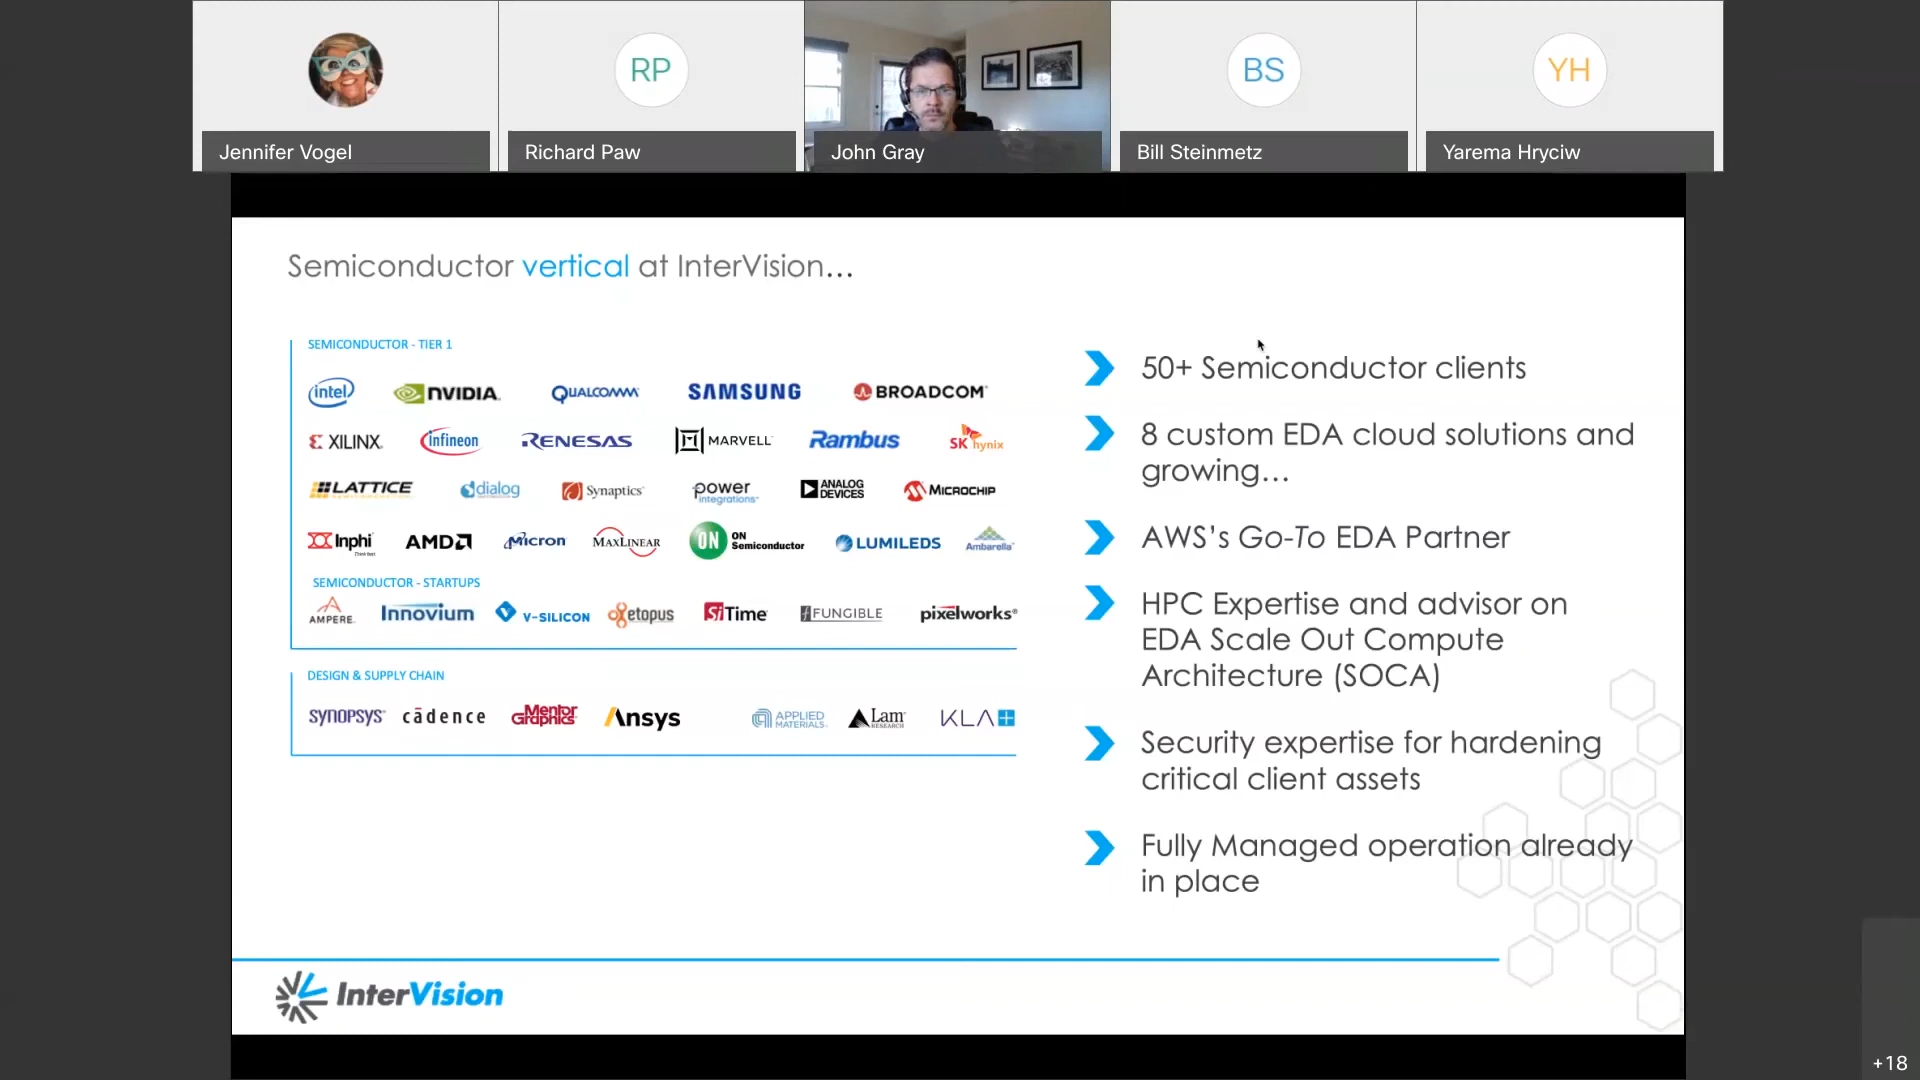 RP
BS
YH
Jennifer Vogel
Richard Paw
John Gray
Bill Steinmetz
Yarema Hryciw
Semiconductor vertical at InterVision...
SEMICONDUCTOR - TIER 1
intel NVIDIA. QUALCOMM SAMSUNG BROADCOM
XILINX infineon RENESAS MARVELL Rambus SK hynix
LATTICE dialog Synaptics power integrations ANALOG DEVICES MICROCHIP
Inphi AMD Micron MAXLINEAR ON ON Semiconductor LUMILEDS Ambarella
SEMICONDUCTOR - STARTUPS
AMPERE. Innovium V-SILICON etopus SiTime FUNGIBLE pixelworks
DESIGN & SUPPLY CHAIN
SYNOPSYS cādence Mentor Graphics Ansys APPLIED MATERIALS Lam RESEARCH KLA
50+ Semiconductor clients
8 custom EDA cloud solutions and
growing...
AWS's Go-To EDA Partner
HPC Expertise and advisor on
EDA Scale Out Compute
Architecture (SOCA)
Security expertise for hardening
critical client assets
Fully Managed operation already
in place
InterVision
+18